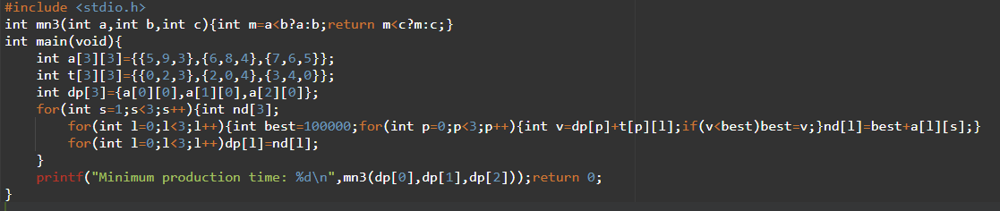 #include <stdio.h>
int mn3(int a,int b,int c){int m=a<b?a:b;return m<c?m:c;}
int main(void){
    int a[3][3]={{5,9,3},{6,8,4},{7,6,5}};
    int t[3][3]={{0,2,3},{2,0,4},{3,4,0}};
    int dp[3]={a[0][0],a[1][0],a[2][0]};
    for(int s=1;s<3;s++){int nd[3];
        for(int l=0;l<3;l++){int best=100000;for(int p=0;p<3;p++){int v=dp[p]+t[p][l];if(v<best)best=v;}nd[l]=best+a[l][s];}
        for(int l=0;l<3;l++)dp[l]=nd[l];
    }
    printf("Minimum production time: %d\n",mn3(dp[0],dp[1],dp[2]));return 0;
}